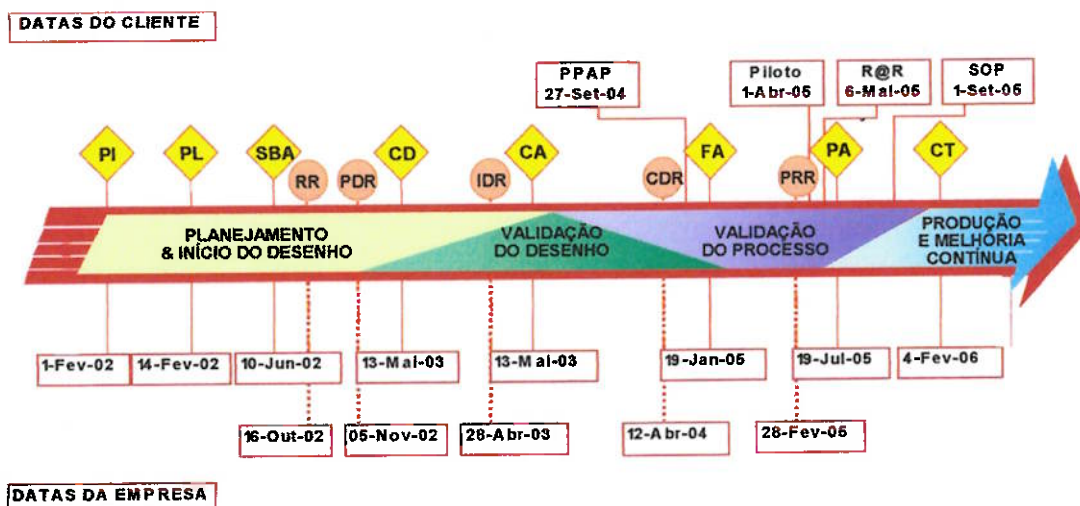 DATAS DO CLIENTE
PPAP
27-Set-04
Piloto
1-Abr-05
R@R
6-Mai-05
SOP
1-Set-05
PI
PL
SBA
RR
PDR
CD
IDR
CA
CDR
FA
PRR
PA
CT
PLANEJAMENTO
& INÍCIO DO DESENHO
VALIDAÇÃO
DO DESENHO
VALIDAÇÃO
DO PROCESSO
PRODUÇÃO
E MELHÓRIA
CONTÍNUA
1-Fev-02
14-Fev-02
10-Jun-02
13-Mai-03
13-Mai-03
19-Jan-05
19-Jul-05
4-Fev-06
16-Out-02
05-Nov-02
28-Abr-03
12-Abr-04
28-Fev-05
DATAS DA EMPRESA